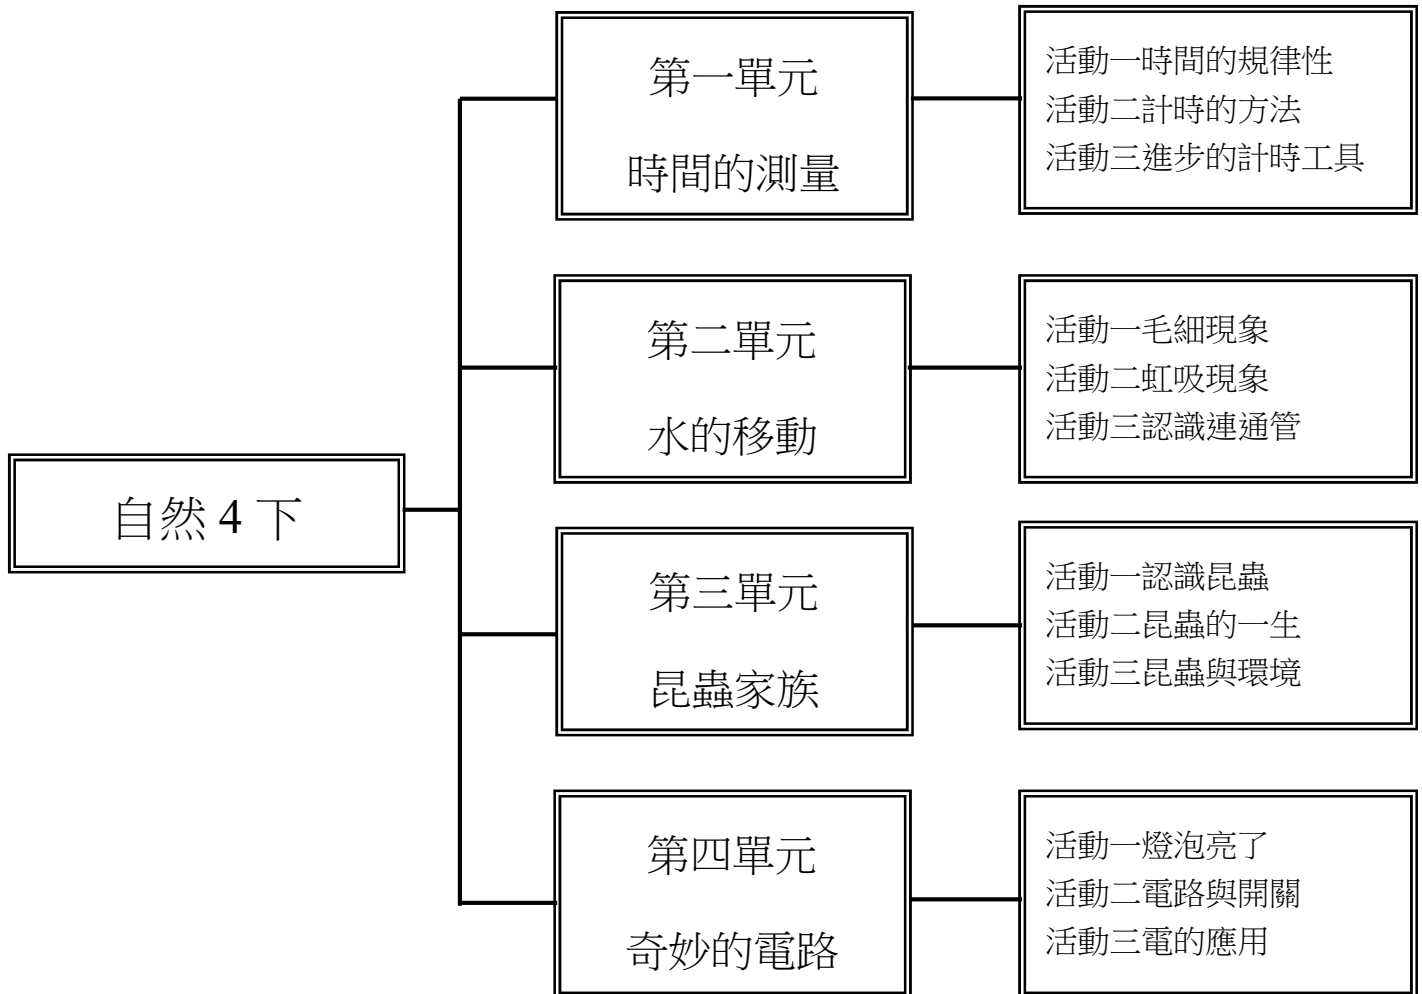 自然 4 下
第一單元
時間的測量
活動一時間的規律性
活動二計時的方法
活動三進步的計時工具
第二單元
水的移動
活動一毛細現象
活動二虹吸現象
活動三認識連通管
第三單元
昆蟲家族
活動一認識昆蟲
活動二昆蟲的一生
活動三昆蟲與環境
第四單元
奇妙的電路
活動一燈泡亮了
活動二電路與開關
活動三電的應用